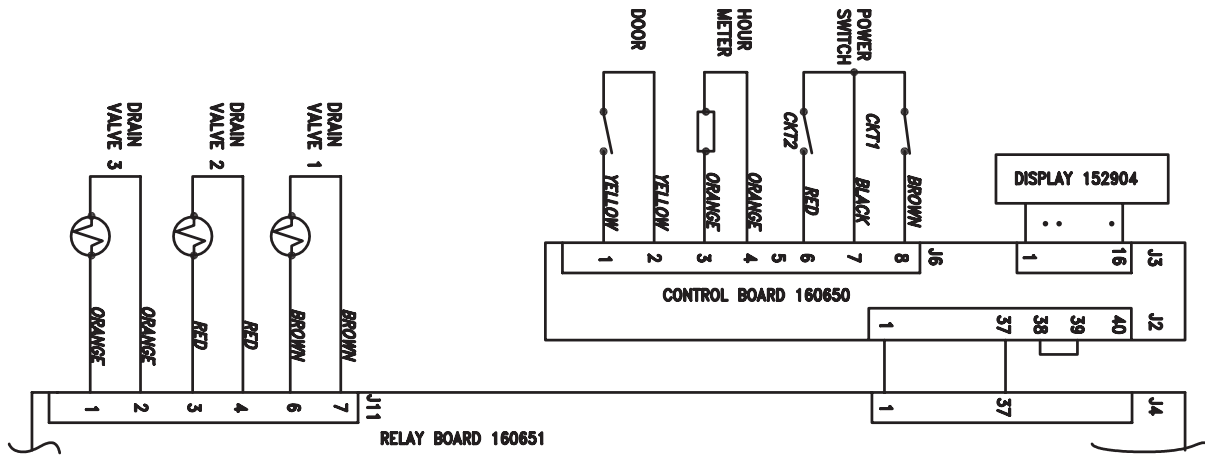 DOOR
HOUR
METER
POWER
SWITCH
CKT2
CKT1
YELLOW
YELLOW
ORANGE
ORANGE
RED
BLACK
BROWN
1 2 3 4 5 6 7 8
J6
CONTROL BOARD 160650
DISPLAY 152904
1 16
J3
1 37 38 39 40
J2
DRAIN
VALVE 3
DRAIN
VALVE 2
DRAIN
VALVE 1
ORANGE
ORANGE
RED
RED
BROWN
BROWN
1 2 3 4 6 7
J11
RELAY BOARD 160651
1 37
J4